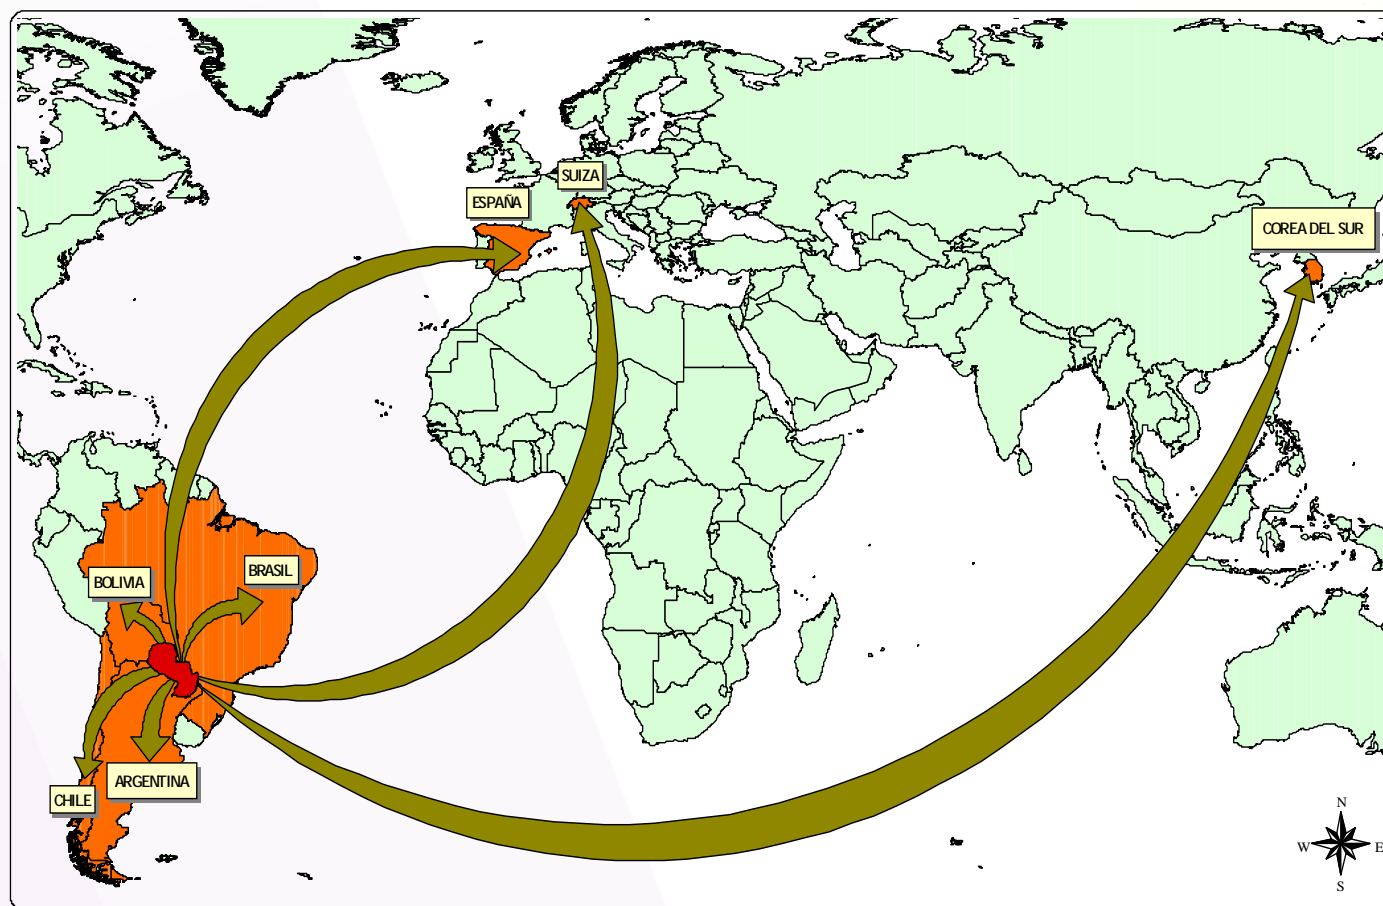 SUIZA
ESPAÑA
COREA DEL SUR
BRASIL
BOLIVIA
ARGENTINA
CHILE
N
W
E
S